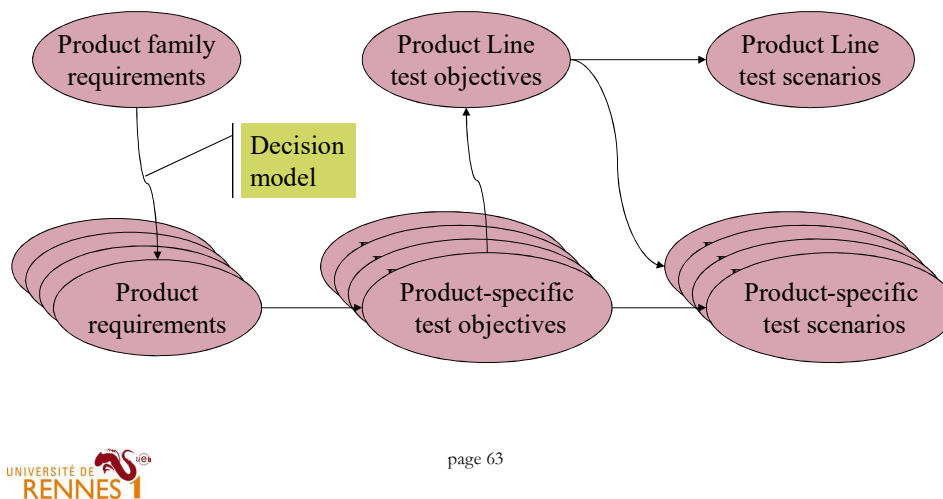 Product family
requirements
Product Line
test objectives
Product Line
test scenarios
Decision
model
Product
requirements
Product-specific
test objectives
Product-specific
test scenarios
page 63
UNIVERSITÉ DE
RENNES 1
ueb